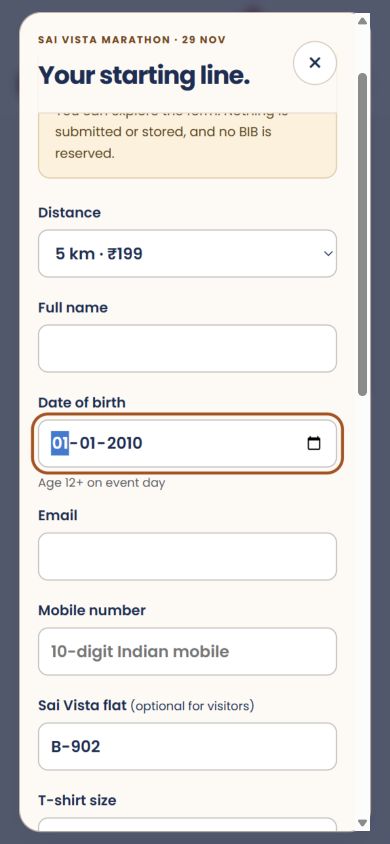 SAI VISTA MARATHON · 29 NOV
Your starting line.
submitted or stored, and no BIB is
reserved.
Distance
5 km · ₹199
Full name
Date of birth
01-01-2010
Age 12+ on event day
Email
Mobile number
10-digit Indian mobile
Sai Vista flat (optional for visitors)
B-902
T-shirt size